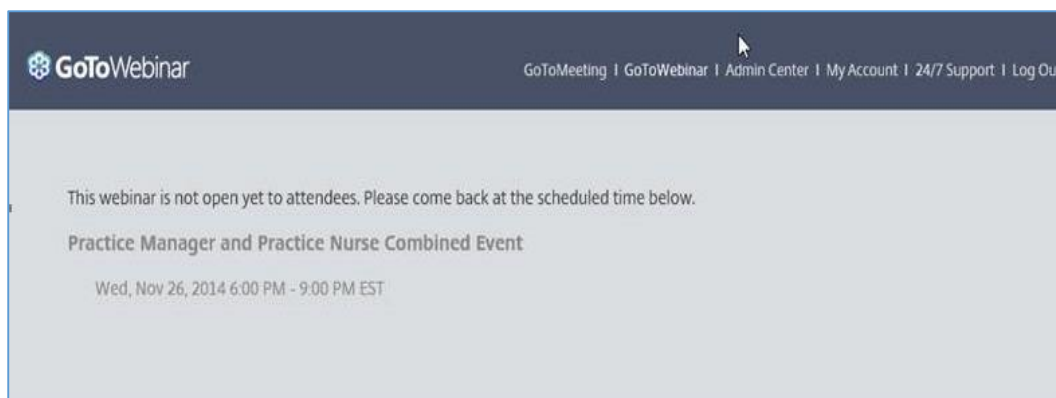 GoToWebinar
GoToMeeting I GoToWebinar I Admin Center I My Account I 24/7 Support I Log Ou
This webinar is not open yet to attendees. Please come back at the scheduled time below.
Practice Manager and Practice Nurse Combined Event
Wed, Nov 26, 2014 6:00 PM - 9:00 PM EST